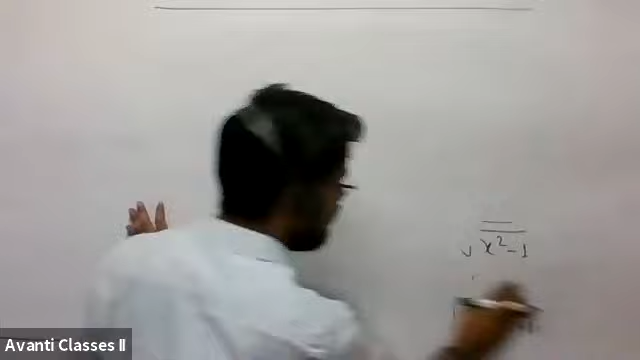 x² - 1
Avanti Classes II